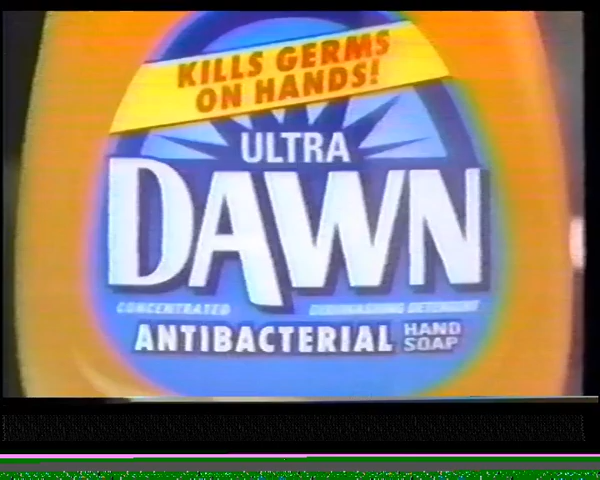 KILLS GERMS
ON HANDS!
ULTRA
DAWN
CONCENTRATED DISHWASHING DETERGENT
ANTIBACTERIAL HAND
SOAP